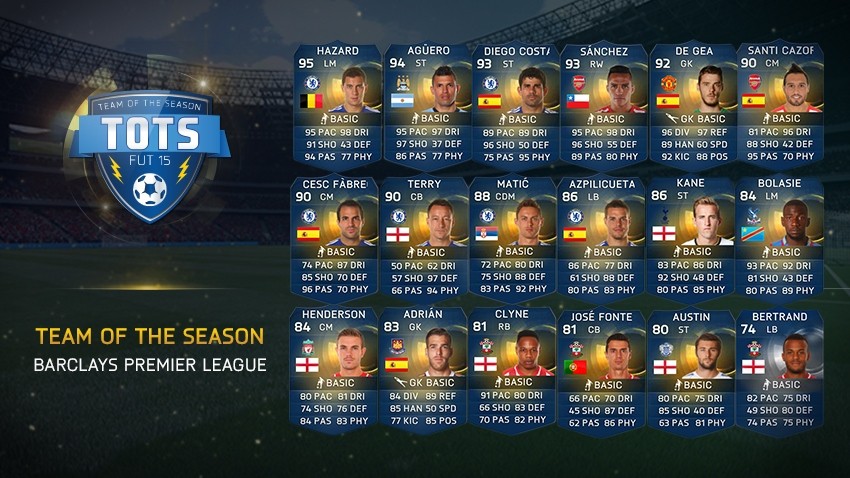 TEAM OF THE SEASON
TOTS
FUT 15
TEAM OF THE SEASON
BARCLAYS PREMIER LEAGUE
HAZARD
95 LM
BASIC
95 PAC 98 DRI
91 SHO 43 DEF
94 PAS 77 PHY
AGÜERO
94 ST
BASIC
95 PAC 97 DRI
97 SHO 37 DEF
86 PAS 77 PHY
DIEGO COSTA
93 ST
BASIC
89 PAC 89 DRI
96 SHO 50 DEF
75 PAS 95 PHY
SÁNCHEZ
93 RW
BASIC
95 PAC 96 DRI
90 SHO 54 DEF
89 PAS 80 PHY
DE GEA
92 GK
GK BASIC
96 DIV 97 REF
89 HAN 60 SPD
92 KIC 88 POS
SANTI CAZOR
90 CM
BASIC
81 PAC 96 DRI
88 SHO 42 DEF
95 PAS 70 PHY
CESC FÀBRE
90 CM
BASIC
74 PAC 87 DRI
85 SHO 70 DEF
96 PAS 70 PHY
TERRY
90 CB
BASIC
50 PAC 62 DRI
57 SHO 97 DEF
66 PAS 94 PHY
MATIĆ
88 CDM
BASIC
72 PAC 80 DRI
75 SHO 88 DEF
83 PAS 92 PHY
AZPILICUETA
86 LB
BASIC
86 PAC 77 DRI
61 SHO 88 DEF
80 PAS 83 PHY
KANE
86 ST
BASIC
83 PAC 86 DRI
92 SHO 48 DEF
80 PAS 85 PHY
BOLASIE
84 LM
BASIC
93 PAC 92 DRI
81 SHO 43 DEF
80 PAS 89 PHY
HENDERSON
84 CM
BASIC
80 PAC 81 DRI
74 SHO 76 DEF
84 PAS 83 PHY
ADRIÁN
83 GK
GK BASIC
84 DIV 89 REF
85 HAN 50 SPD
77 KIC 85 POS
CLYNE
81 RB
BASIC
91 PAC 80 DRI
66 SHO 83 DEF
70 PAS 82 PHY
JOSÉ FONTE
81 CB
BASIC
66 PAC 70 DRI
45 SHO 87 DEF
62 PAS 86 PHY
AUSTIN
80 ST
BASIC
80 PAC 75 DRI
85 SHO 40 DEF
63 PAS 81 PHY
BERTRAND
74 LB
BASIC
82 PAC 75 DRI
49 SHO 80 DEF
74 PAS 75 PHY